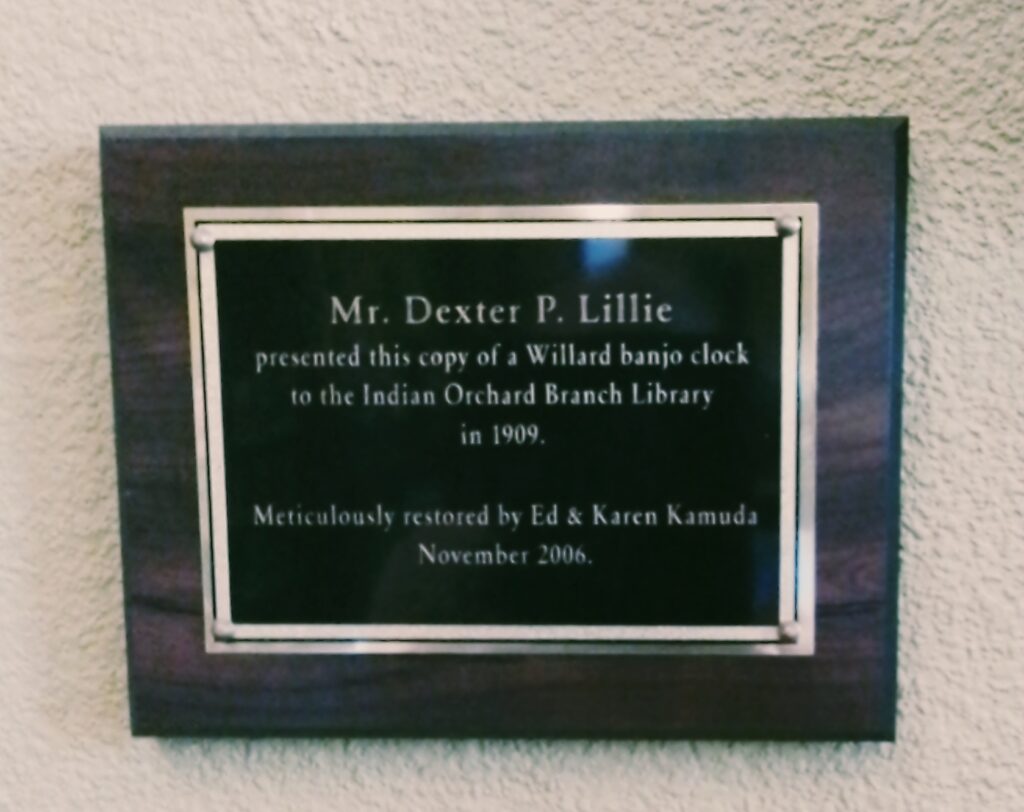 Mr. Dexter P. Lillie
presented this copy of a Willard banjo clock
to the Indian Orchard Branch Library
in 1909.
Meticulously restored by Ed & Karen Kamuda
November 2006.